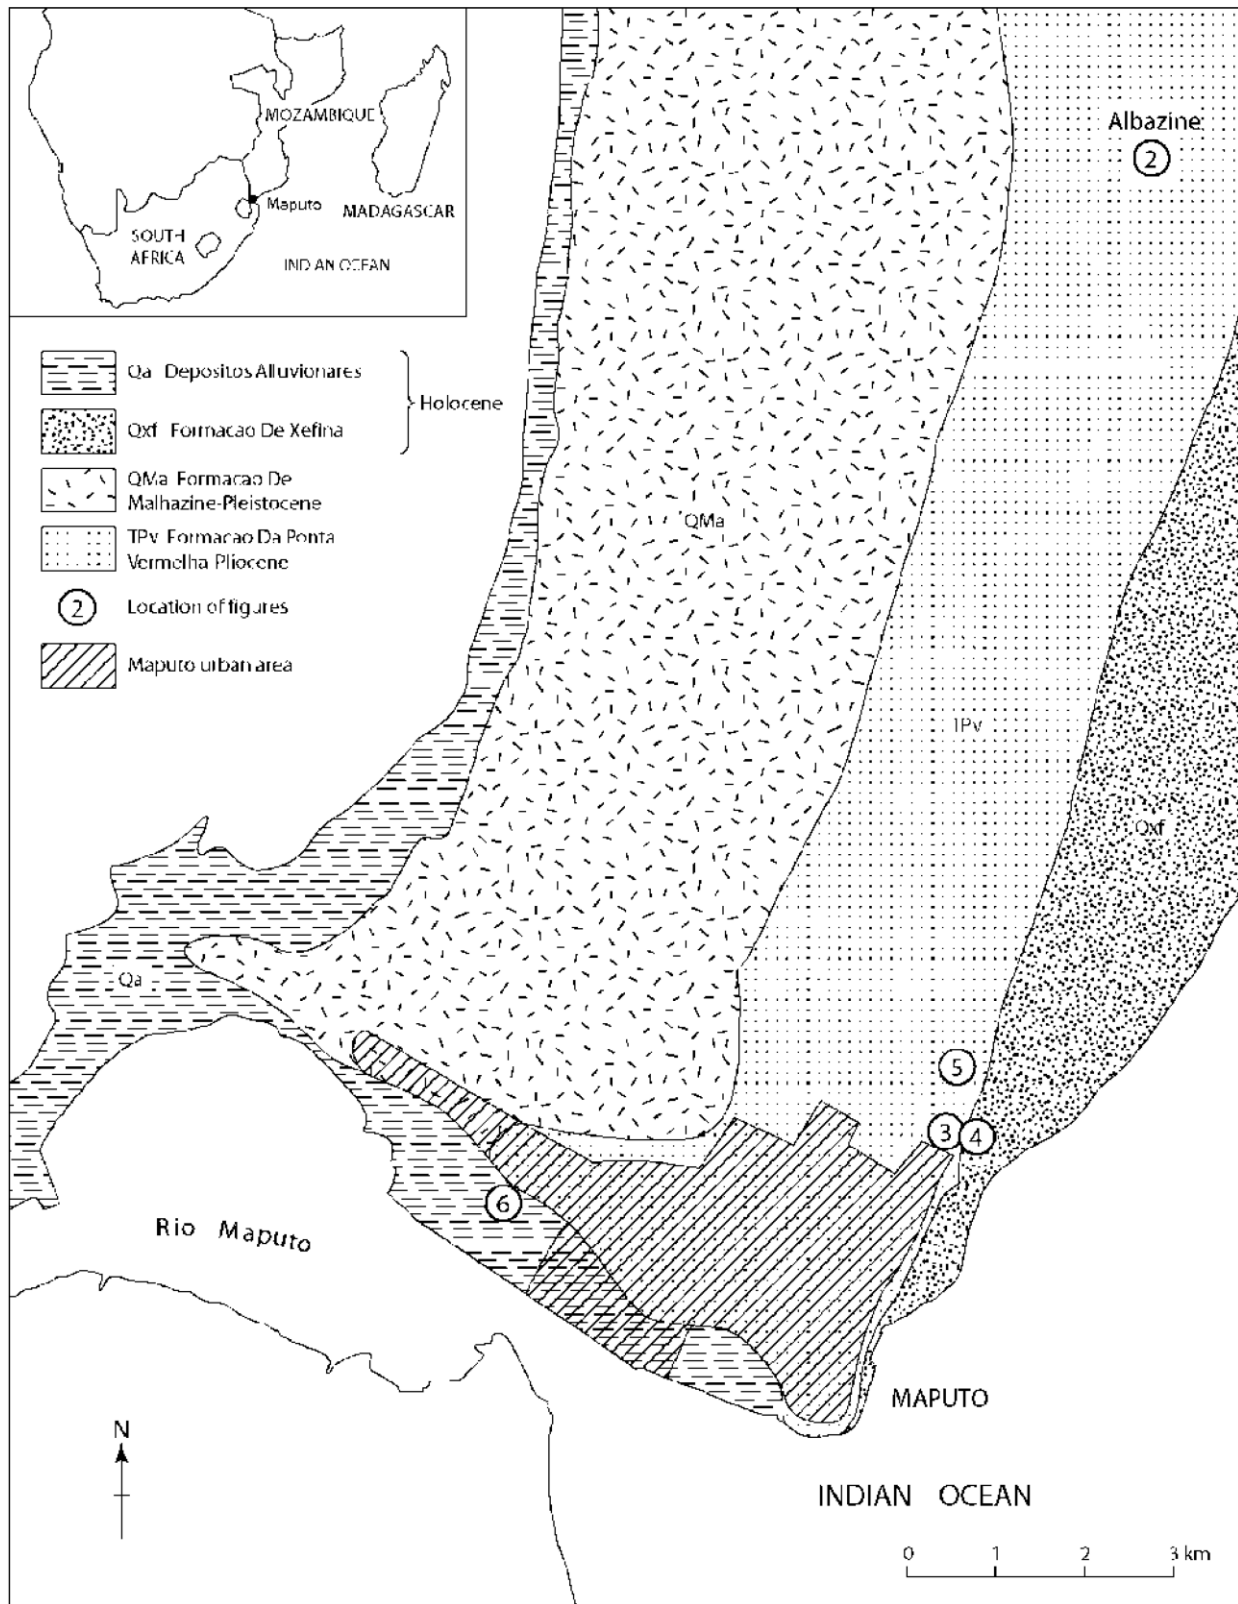 MOZAMBIQUE
Maputo
MADAGASCAR
SOUTH
AFRICA
INDIAN OCEAN
Albazine
2
Qa Depositos Alluvionares
Qxf Formacao De Xefina
Holocene
QMa Formacao De
Malhazine-Pleistocene
TPv Formacao Da Ponta
Vermelha Pliocene
2 Location of figures
Maputo urban area
QMa
TPv
Qxf
Qa
5
3
4
6
Rio Maputo
MAPUTO
N
INDIAN OCEAN
0 1 2 3 km